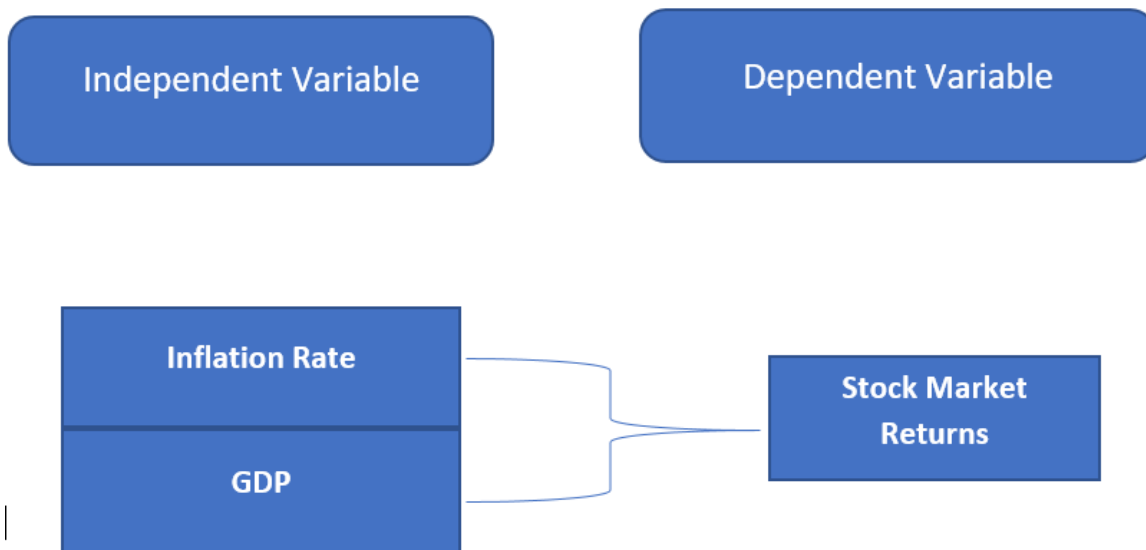 Independent Variable
Dependent Variable
Inflation Rate
GDP
Stock Market
Returns